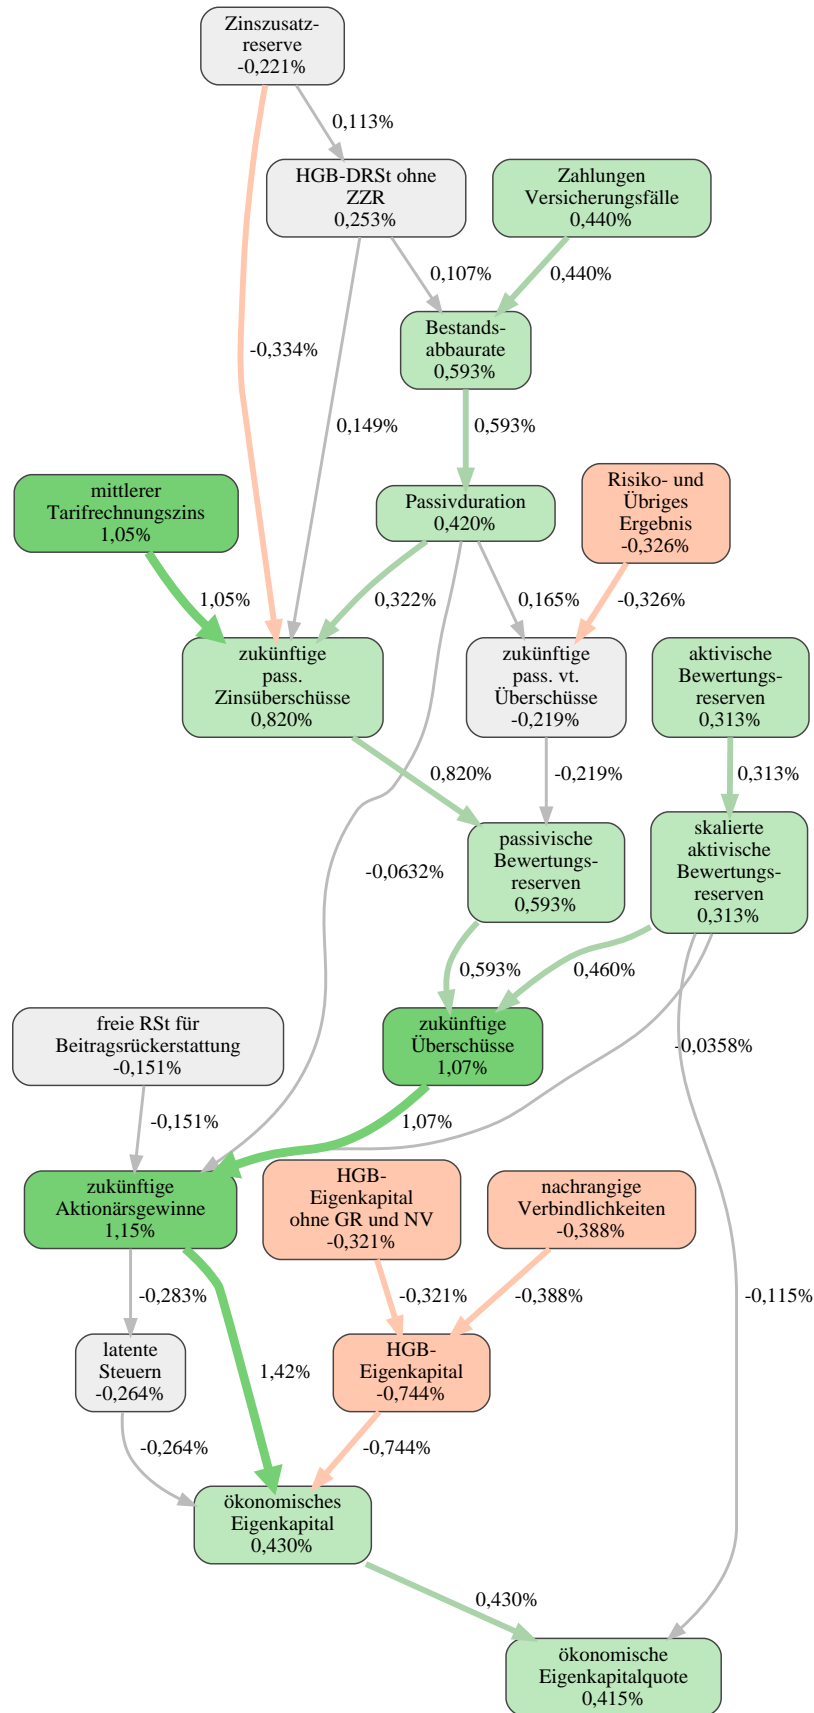 Zinszusatz-
reserve
-0,221%
0,113%
HGB-DRSt ohne
ZZR
0,253%
Zahlungen
Versicherungsfälle
0,440%
0,107%
0,440%
Bestands-
abbaurate
0,593%
-0,334%
0,149%
0,593%
mittlerer
Tarifrechnungszins
1,05%
Passivduration
0,420%
Risiko- und
Übriges
Ergebnis
-0,326%
1,05%
0,322%
0,165%
-0,326%
zukünftige
pass.
Zinsüberschüsse
0,820%
zukünftige
pass. vt.
Überschüsse
-0,219%
aktivische
Bewertungs-
reserven
0,313%
0,820%
-0,219%
0,313%
-0,0632%
passivische
Bewertungs-
reserven
0,593%
skalierte
aktivische
Bewertungs-
reserven
0,313%
0,593%
0,460%
freie RSt für
Beitragsrückerstattung
-0,151%
zukünftige
Überschüsse
1,07%
-0,0358%
-0,151%
1,07%
zukünftige
Aktionärsgewinne
1,15%
HGB-
Eigenkapital
ohne GR und NV
-0,321%
nachrangige
Verbindlichkeiten
-0,388%
-0,283%
-0,321%
-0,388%
-0,115%
latente
Steuern
-0,264%
1,42%
HGB-
Eigenkapital
-0,744%
-0,264%
-0,744%
ökonomisches
Eigenkapital
0,430%
0,430%
ökonomische
Eigenkapitalquote
0,415%